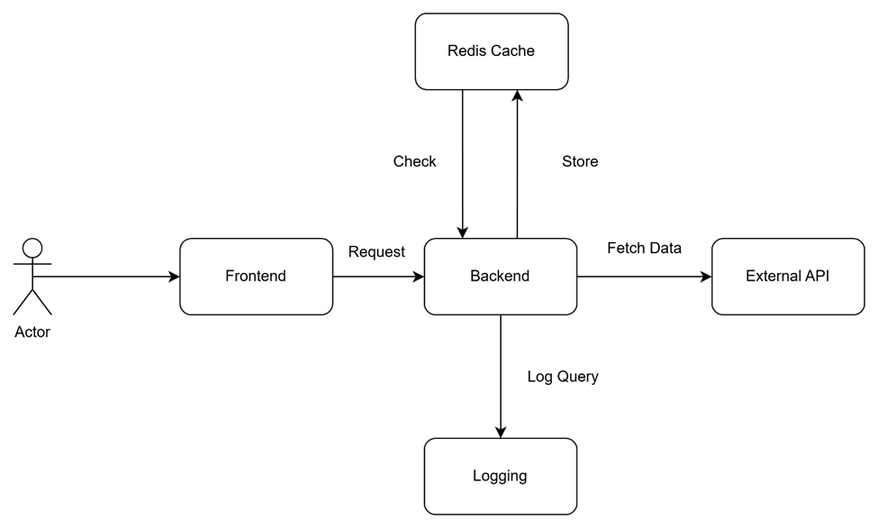 Redis Cache
Check
Store
Request
Fetch Data
Frontend
Backend
External API
Actor
Log Query
Logging